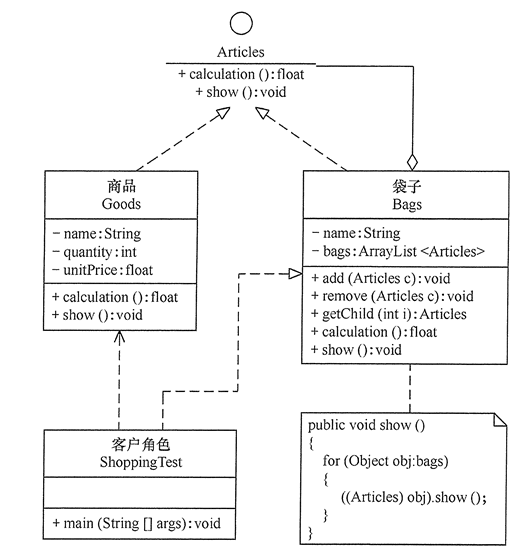 Articles
+ calculation ():float
+ show ():void
商品
Goods
− name:String
− quantity:int
− unitPrice:float
+ calculation ():float
+ show ():void
袋子
Bags
− name:String
− bags:ArrayList <Articles>
+ add (Articles c):void
+ remove (Articles c):void
+ getChild (int i):Articles
+ calculation ():float
+ show ():void
客户角色
ShoppingTest
+ main (String [] args):void
public void show ()
{
for (Object obj:bags)
{
((Articles) obj).show ();
}
}